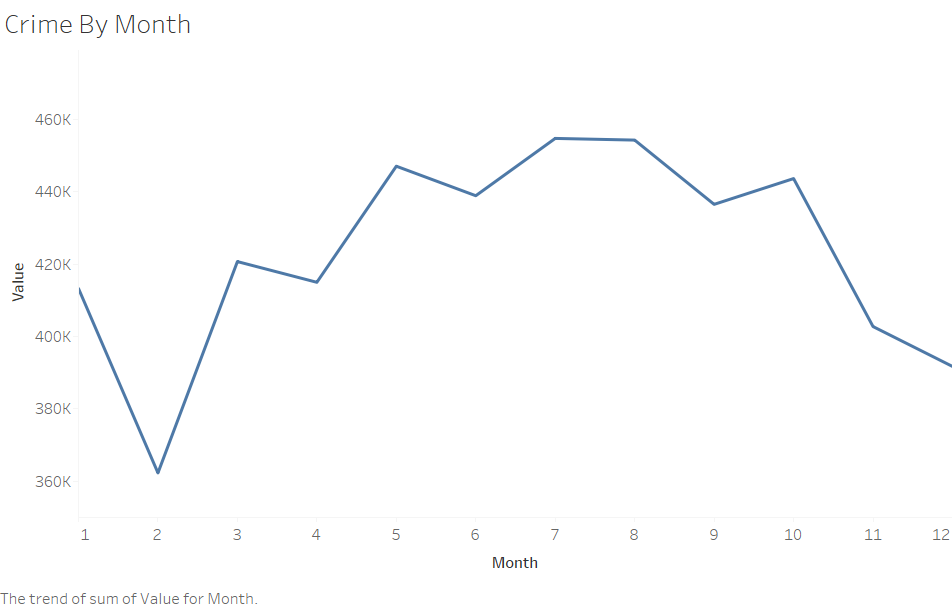 Crime By Month
460K
440K
420K
400K
380K
360K
Value
1 2 3 4 5 6 7 8 9 10 11 12
Month
The trend of sum of Value for Month.